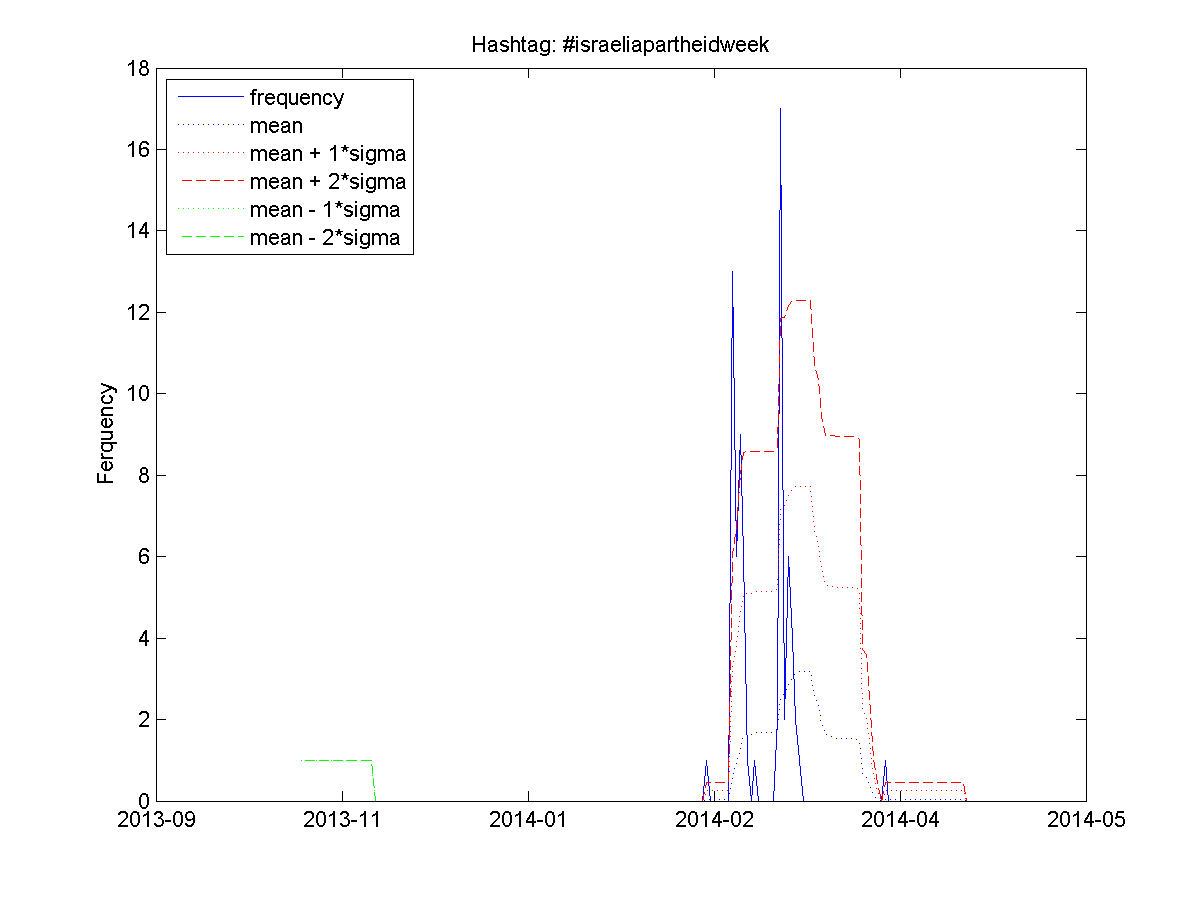 Hashtag: #israeliapartheidweek
18
16
14
12
10
8
6
4
2
0
Ferquency
frequency
mean
mean + 1*sigma
mean + 2*sigma
mean - 1*sigma
mean - 2*sigma
2013-09 2013-11 2014-01 2014-02 2014-04 2014-05